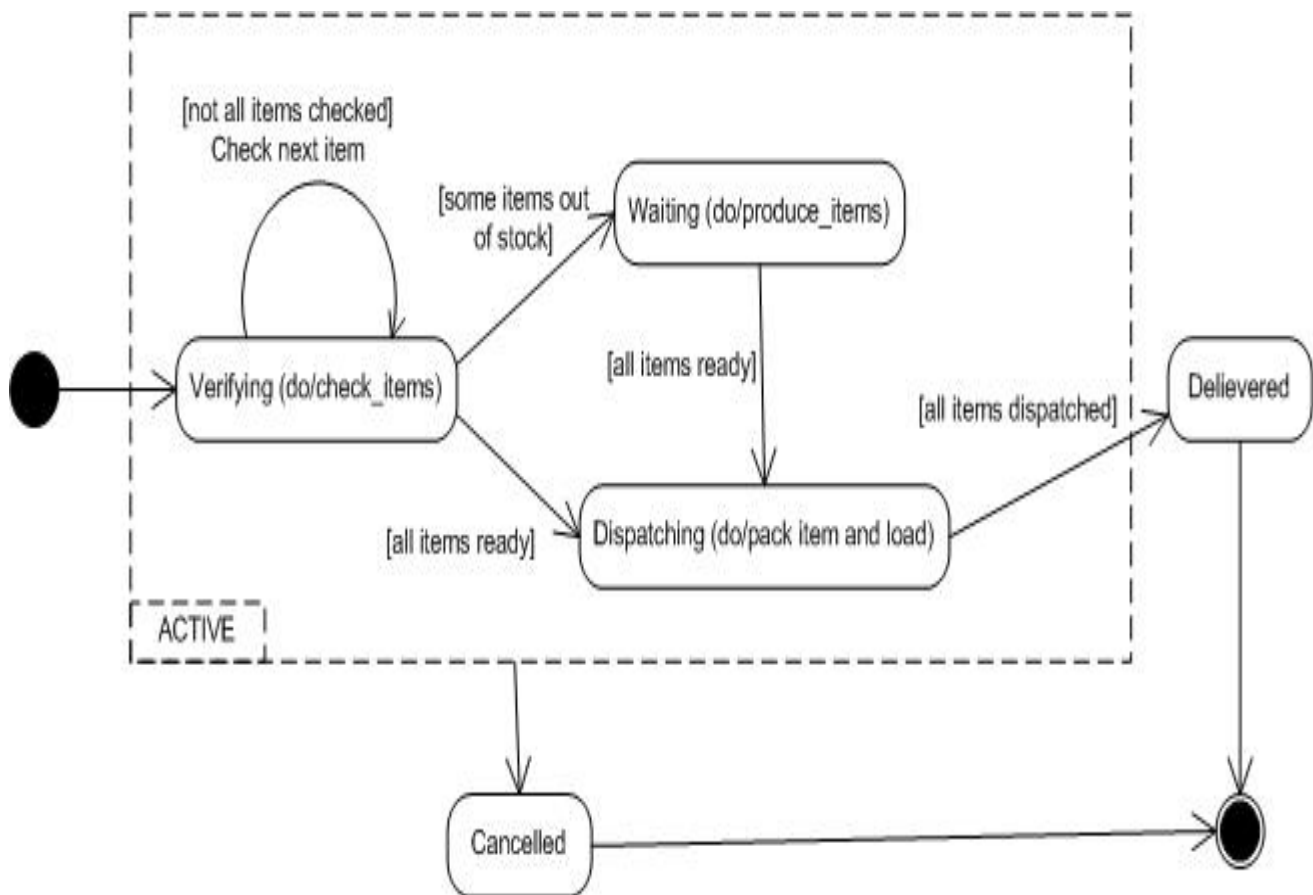 [not all items checked]
Check next item
[some items out
of stock]
Waiting (do/produce_items)
Verifying (do/check_items)
[all items ready]
Delievered
[all items dispatched]
[all items ready]
Dispatching (do/pack item and load)
ACTIVE
Cancelled